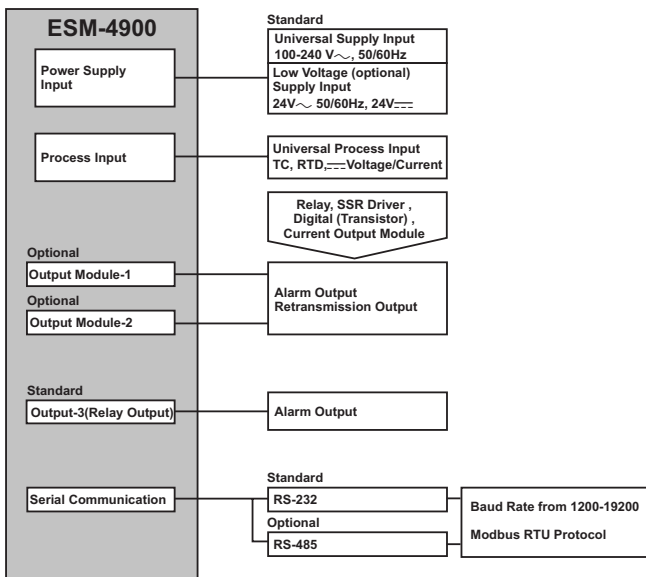 ESM-4900
Power Supply
Input
Standard
Universal Supply Input
100-240 V~, 50/60Hz
Low Voltage (optional)
Supply Input
24V~ 50/60Hz, 24V⎓
Process Input
Universal Process Input
TC, RTD,⎓Voltage/Current
Relay, SSR Driver ,
Digital (Transistor) ,
Current Output Module
Optional
Output Module-1
Optional
Output Module-2
Alarm Output
Retransmission Output
Standard
Output-3(Relay Output)
Alarm Output
Serial Communication
Standard
RS-232
Optional
RS-485
Baud Rate from 1200-19200
Modbus RTU Protocol